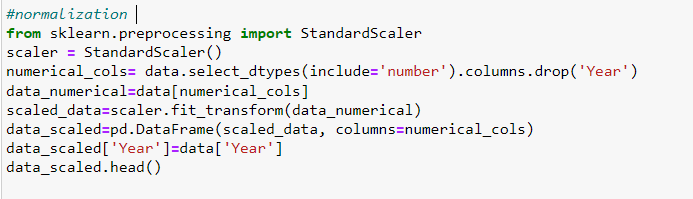 #normalization
from sklearn.preprocessing import StandardScaler
scaler = StandardScaler()
numerical_cols= data.select_dtypes(include='number').columns.drop('Year')
data_numerical=data[numerical_cols]
scaled_data=scaler.fit_transform(data_numerical)
data_scaled=pd.DataFrame(scaled_data, columns=numerical_cols)
data_scaled['Year']=data['Year']
data_scaled.head()